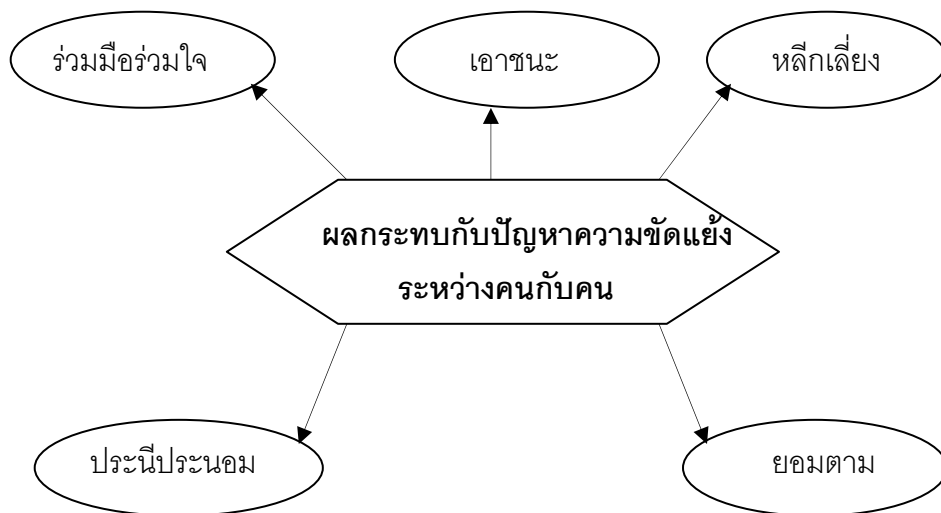 ร่วมมือร่วมใจ
เอาชนะ
หลีกเลี่ยง
ผลกระทบกับปัญหาความขัดแย้ง
ระหว่างคนกับคน
ประนีประนอม
ยอมตาม